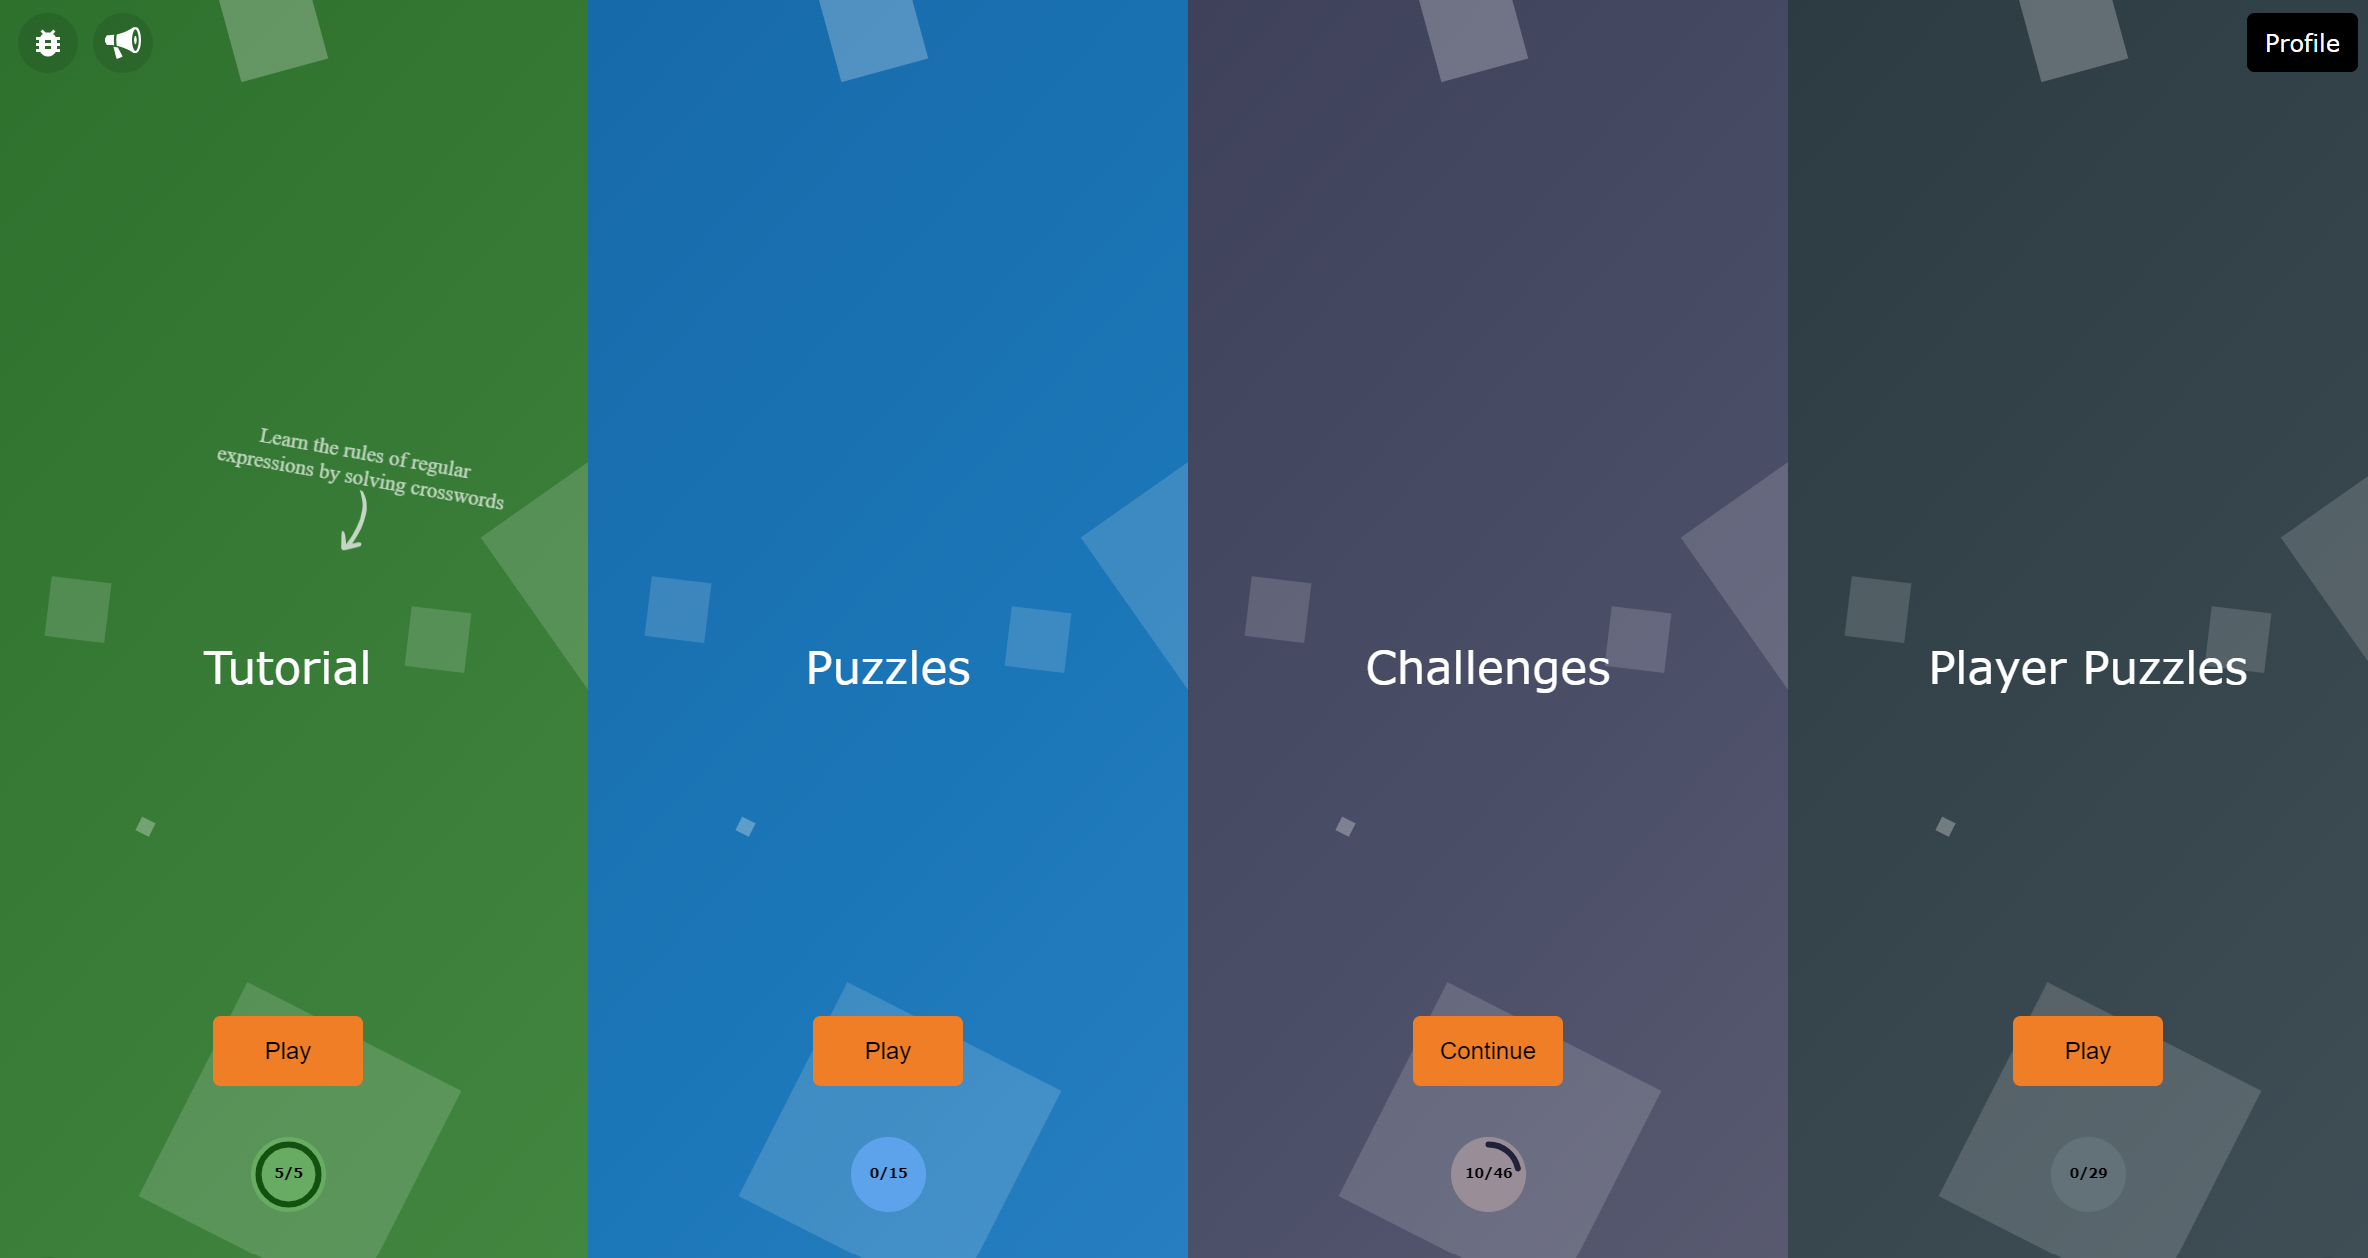 Profile
Learn the rules of regular
expressions by solving crosswords
Tutorial
Puzzles
Challenges
Player Puzzles
Play
Play
Continue
Play
5/5
0/15
10/46
0/29